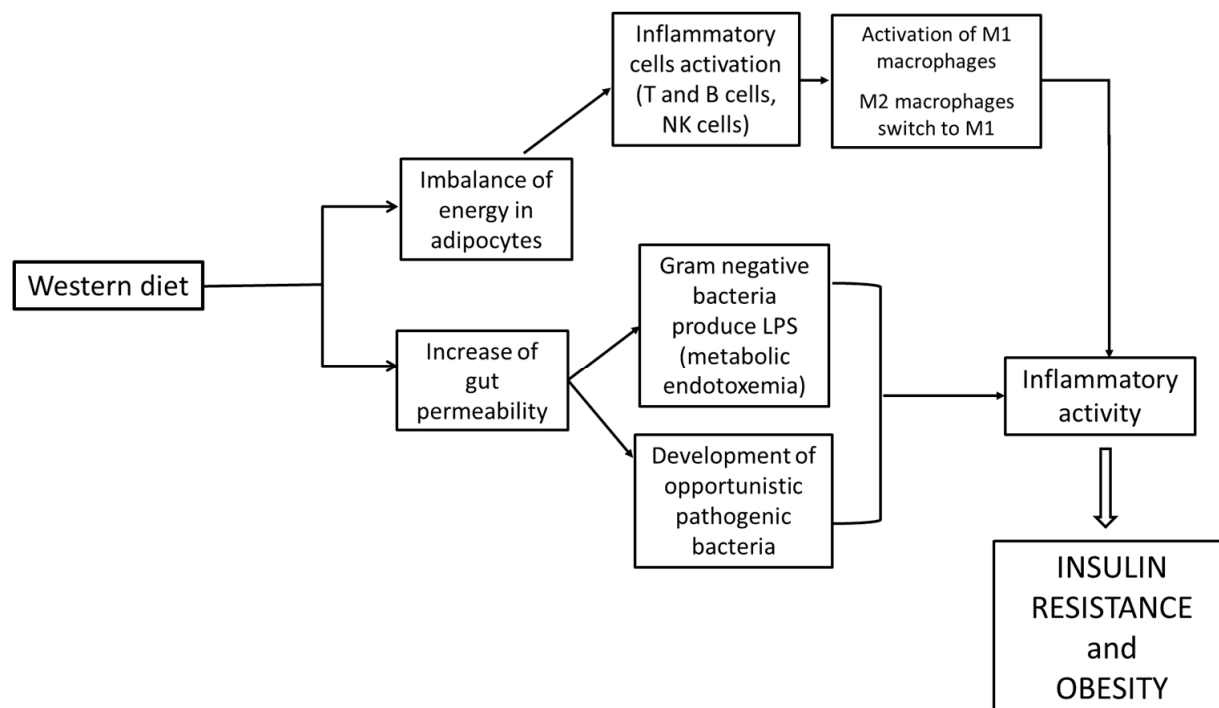 Western diet
Imbalance of
energy in
adipocytes
Increase of
gut
permeability
Inflammatory
cells activation
(T and B cells,
NK cells)
Activation of M1
macrophages
M2 macrophages
switch to M1
Gram negative
bacteria
produce LPS
(metabolic
endotoxemia)
Development of
opportunistic
pathogenic
bacteria
Inflammatory
activity
INSULIN
RESISTANCE
and
OBESITY